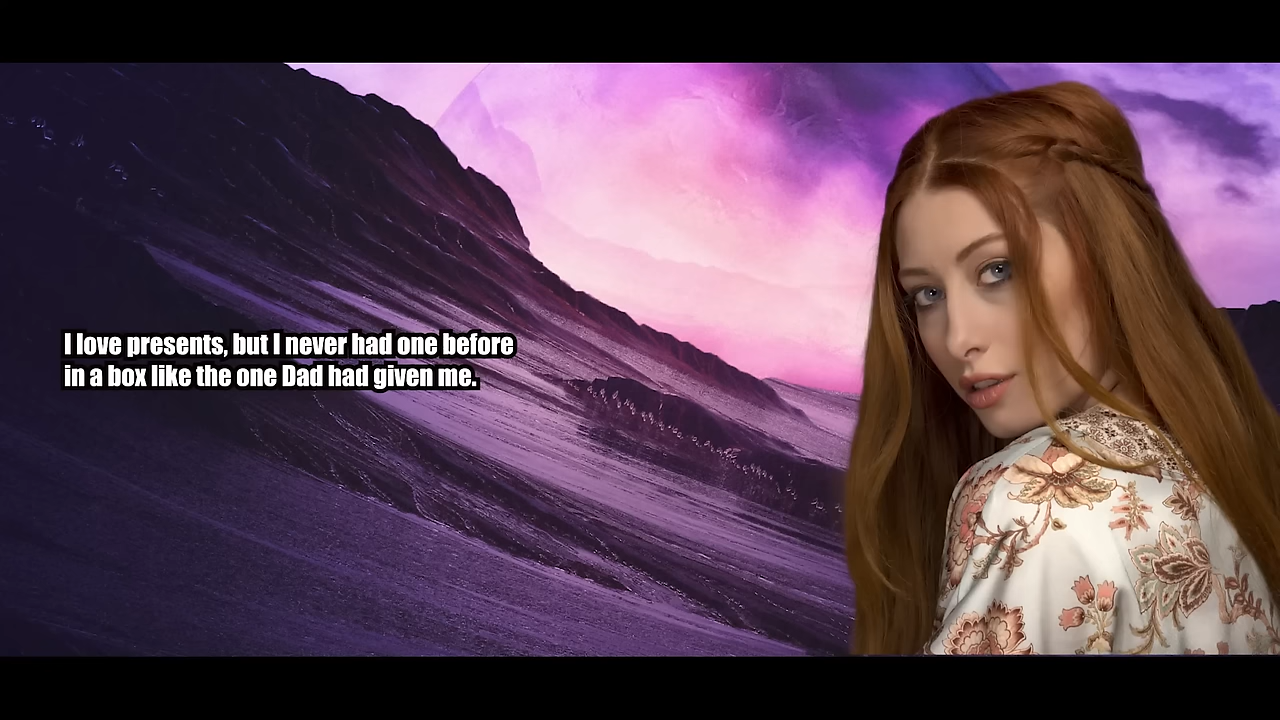 I love presents, but I never had one before
in a box like the one Dad had given me.